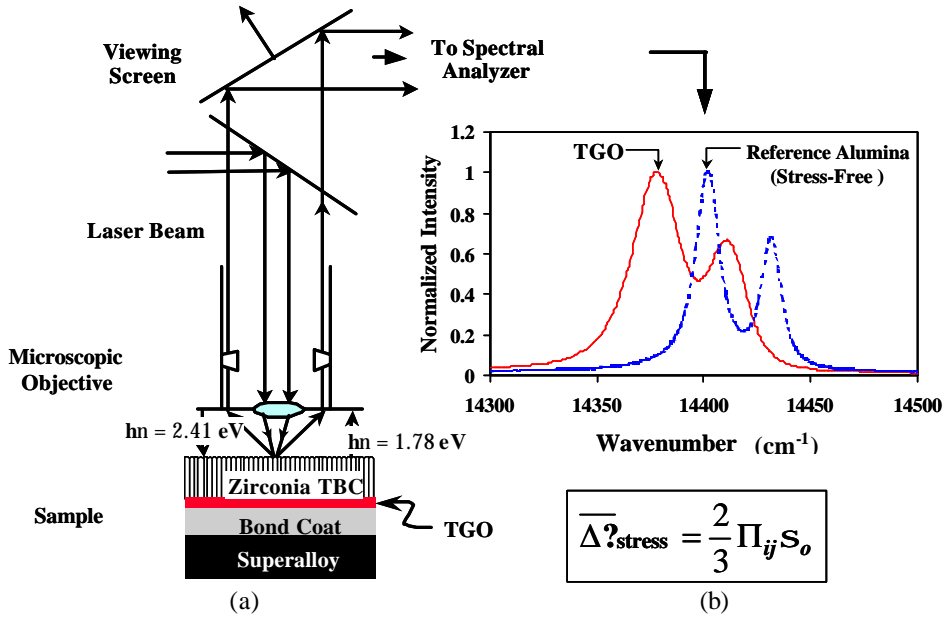 Viewing
Screen
To Spectral
Analyzer
Laser Beam
Microscopic
Objective
hn = 2.41 eV
hn = 1.78 eV
Zirconia TBC
Sample
Bond Coat
TGO
Superalloy
(a)
1.2
1
0.8
0.6
0.4
0.2
0
Normalized Intensity
TGO
Reference Alumina
(Stress-Free )
14300
14350
14400
14450
14500
Wavenumber (cm-1)
Δ?stress = 2/3 Πij so
(b)